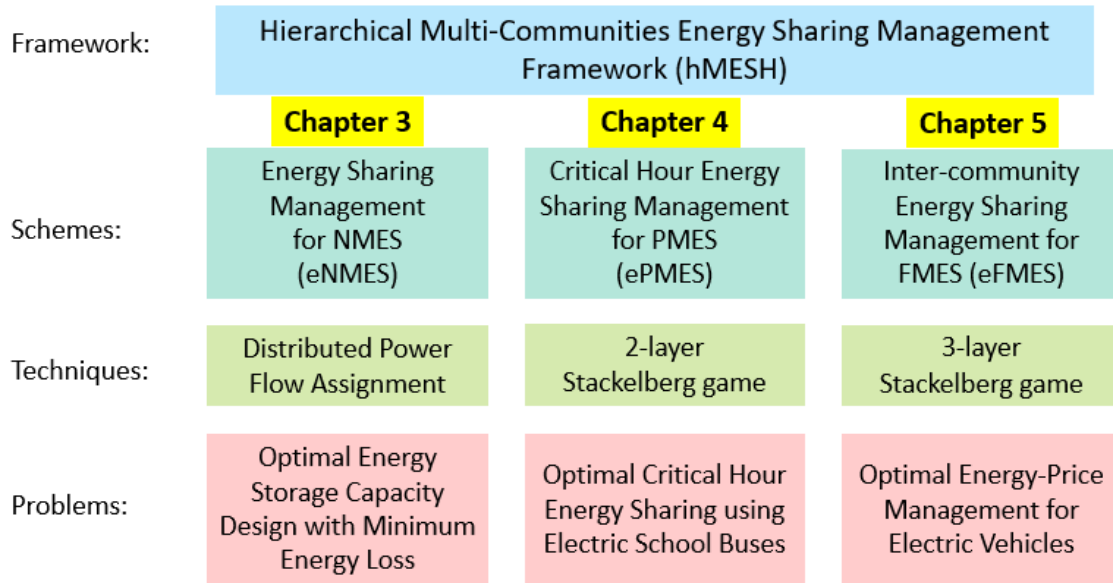 Framework:
Hierarchical Multi-Communities Energy Sharing Management
Framework (hMESH)
Chapter 3
Chapter 4
Chapter 5
Schemes:
Energy Sharing
Management
for NMES
(eNMES)
Critical Hour Energy
Sharing Management
for PMES
(ePMES)
Inter-community
Energy Sharing
Management for
FMES (eFMES)
Techniques:
Distributed Power
Flow Assignment
2-layer
Stackelberg game
3-layer
Stackelberg game
Problems:
Optimal Energy
Storage Capacity
Design with Minimum
Energy Loss
Optimal Critical Hour
Energy Sharing using
Electric School Buses
Optimal Energy-Price
Management for
Electric Vehicles